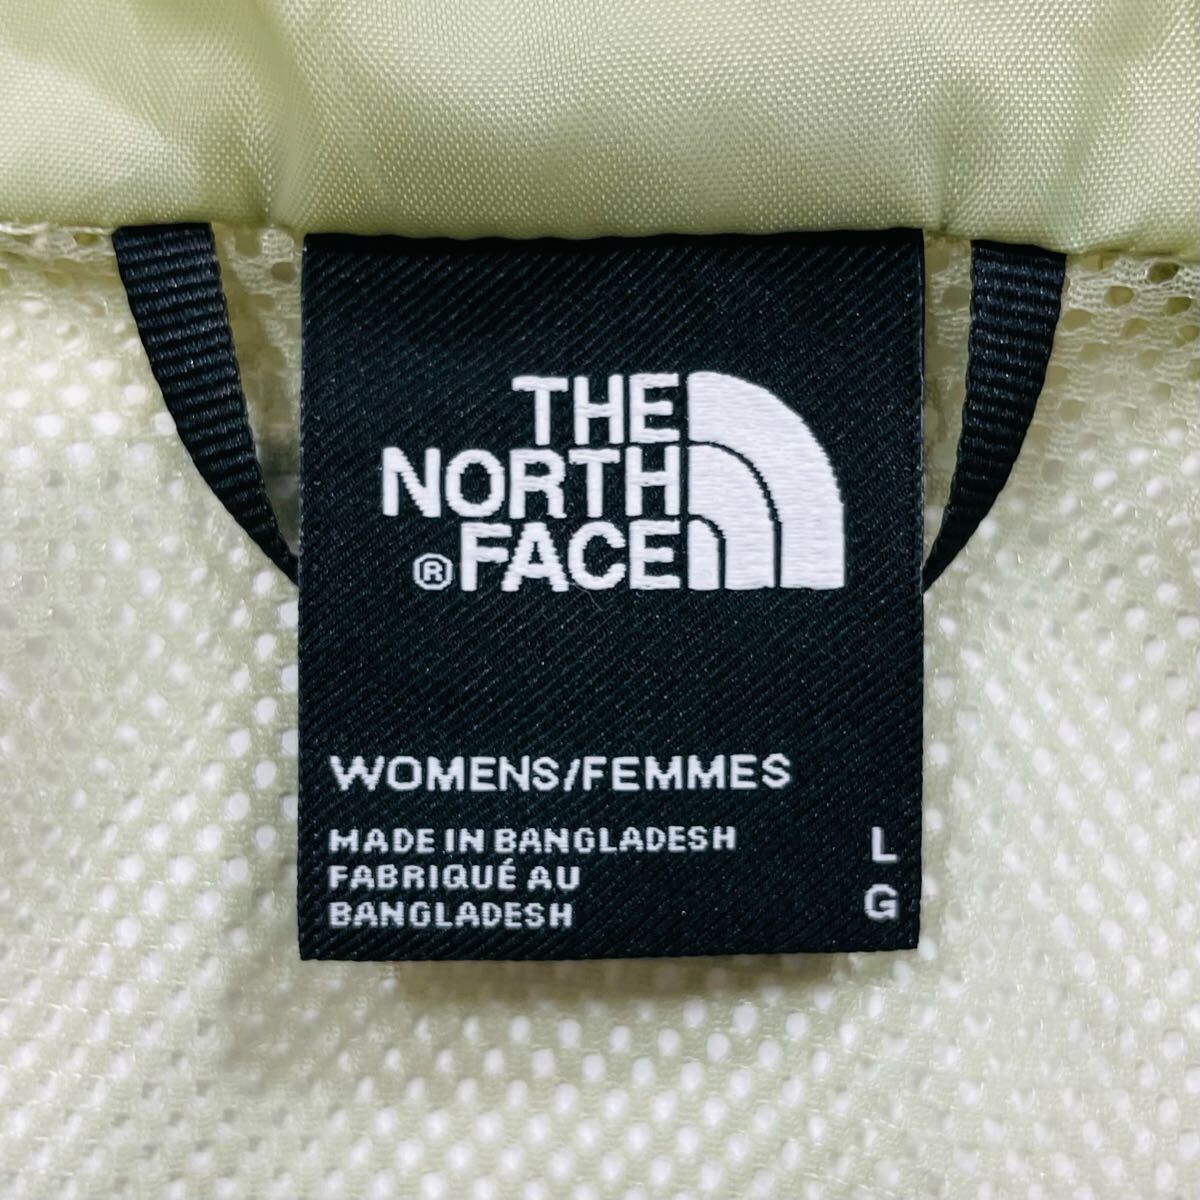 THE
NORTH
® FACE
WOMENS/FEMMES
MADE IN BANGLADESH
FABRIQUÉ AU
BANGLADESH
L
G